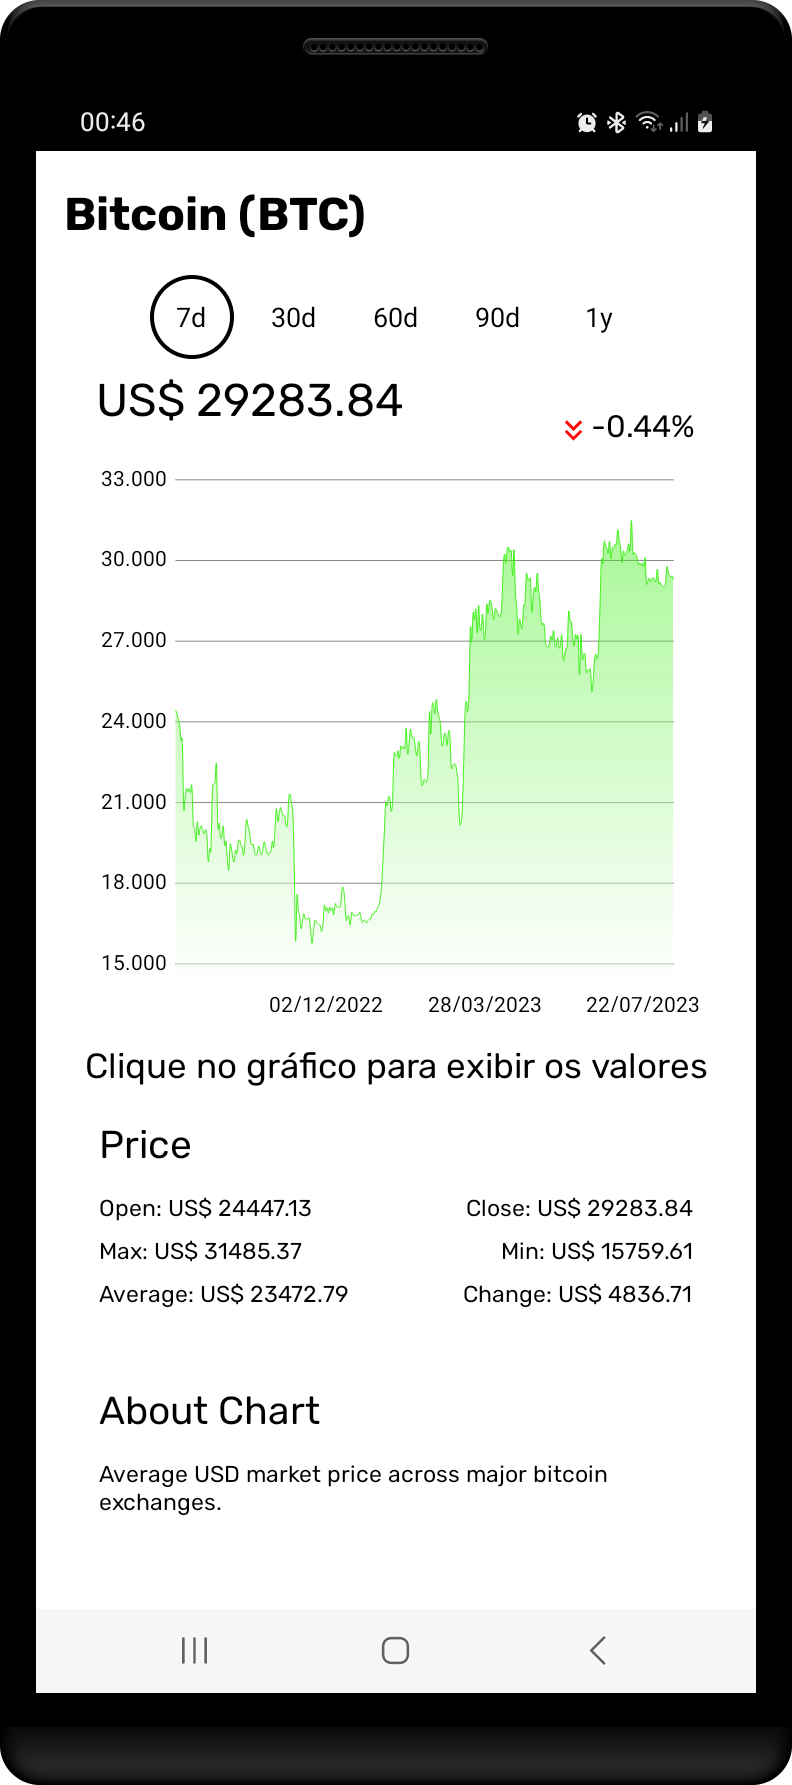 00:46
Bitcoin (BTC)
7d 30d 60d 90d 1y
US$ 29283.84
-0.44%
33.000
30.000
27.000
24.000
21.000
18.000
15.000
02/12/2022 28/03/2023 22/07/2023
Clique no gráfico para exibir os valores
Price
Open: US$ 24447.13 Close: US$ 29283.84
Max: US$ 31485.37 Min: US$ 15759.61
Average: US$ 23472.79 Change: US$ 4836.71
About Chart
Average USD market price across major bitcoin
exchanges.